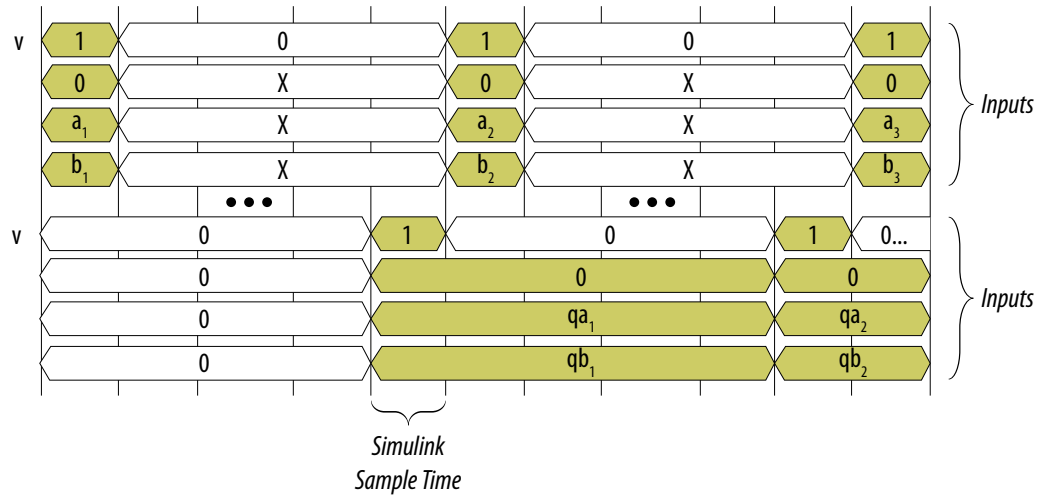 v 1 0 1 0 1
0 X 0 X 0
a1 X a2 X a3
b1 X b2 X b3
Inputs
••• •••
v 0 1 0 1 0...
0 0 0
0 qa1 qa2
0 qb1 qb2
Inputs
Simulink
Sample Time